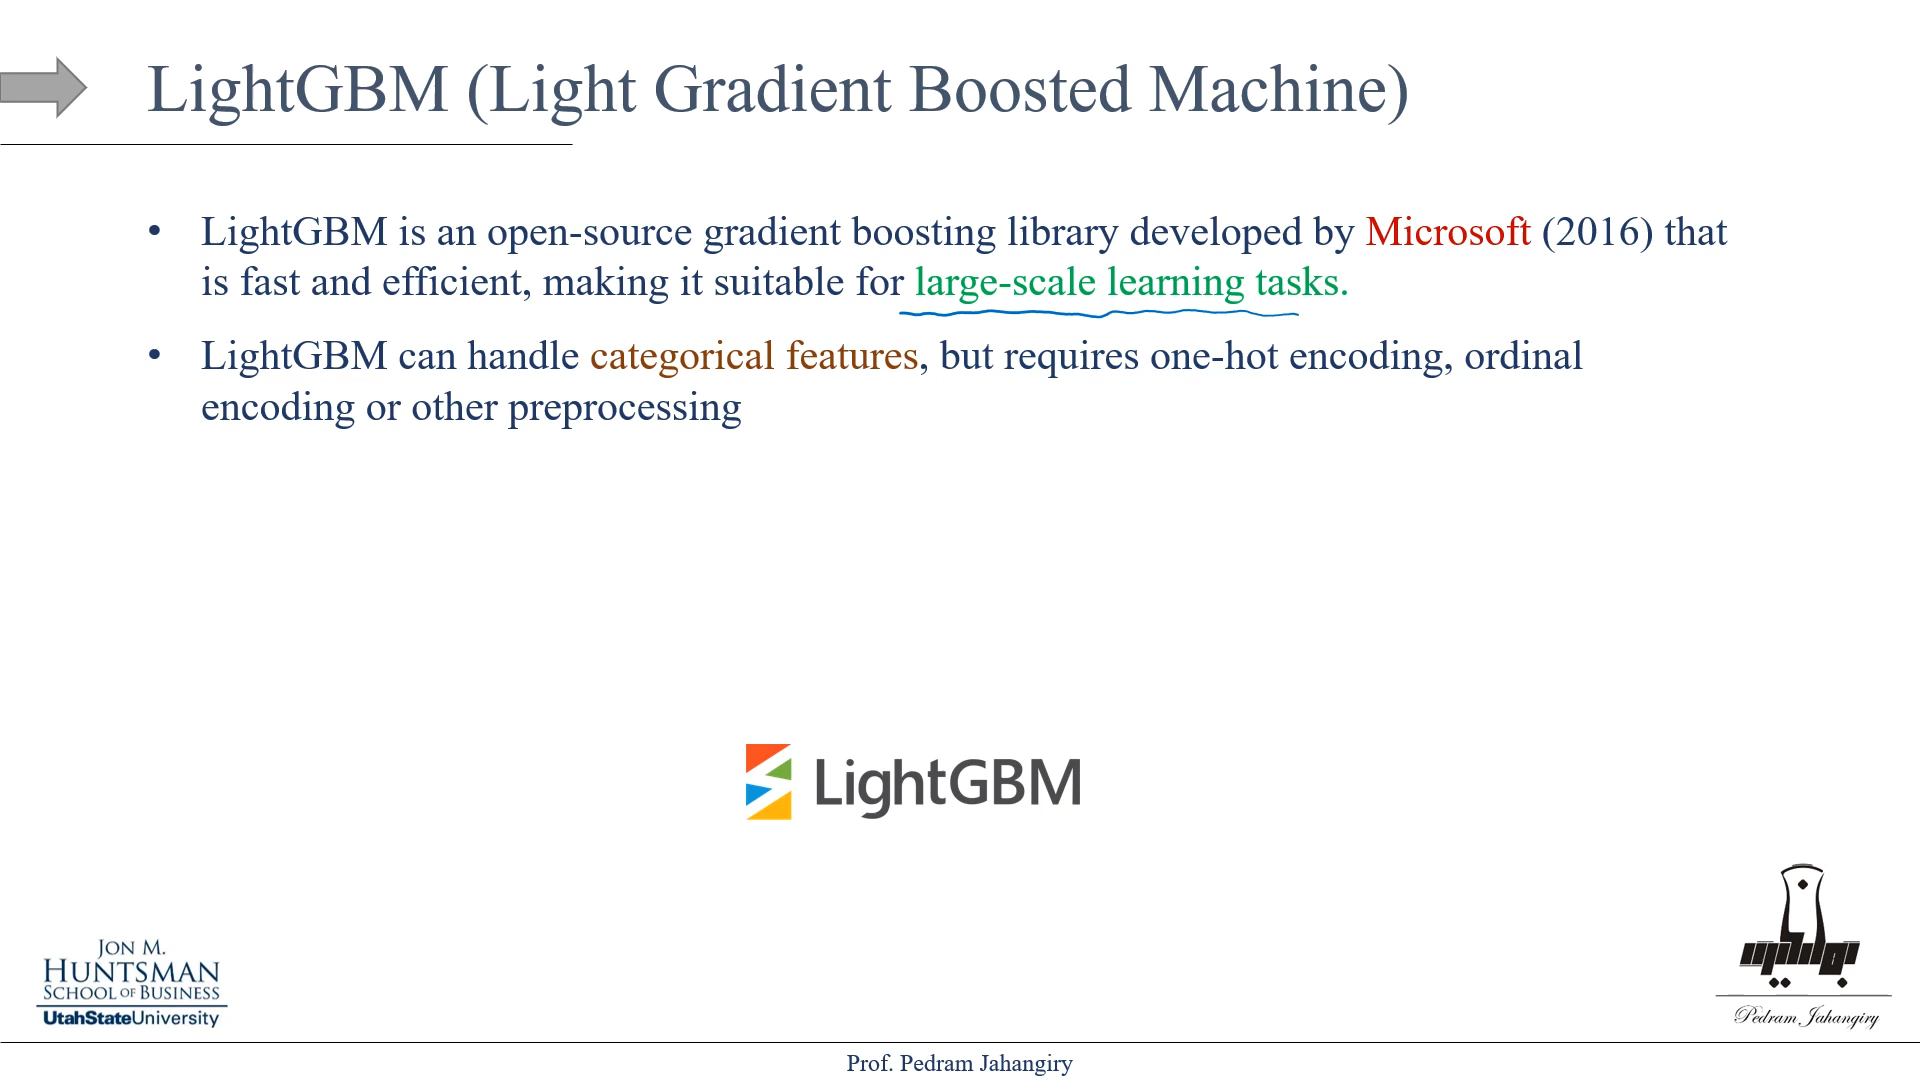 LightGBM (Light Gradient Boosted Machine)
• LightGBM is an open-source gradient boosting library developed by Microsoft (2016) that
is fast and efficient, making it suitable for large-scale learning tasks.
• LightGBM can handle categorical features, but requires one-hot encoding, ordinal
encoding or other preprocessing
LightGBM
JON M.
HUNTSMAN
SCHOOL OF BUSINESS
UtahStateUniversity
Pedram Jahangiry
Prof. Pedram Jahangiry